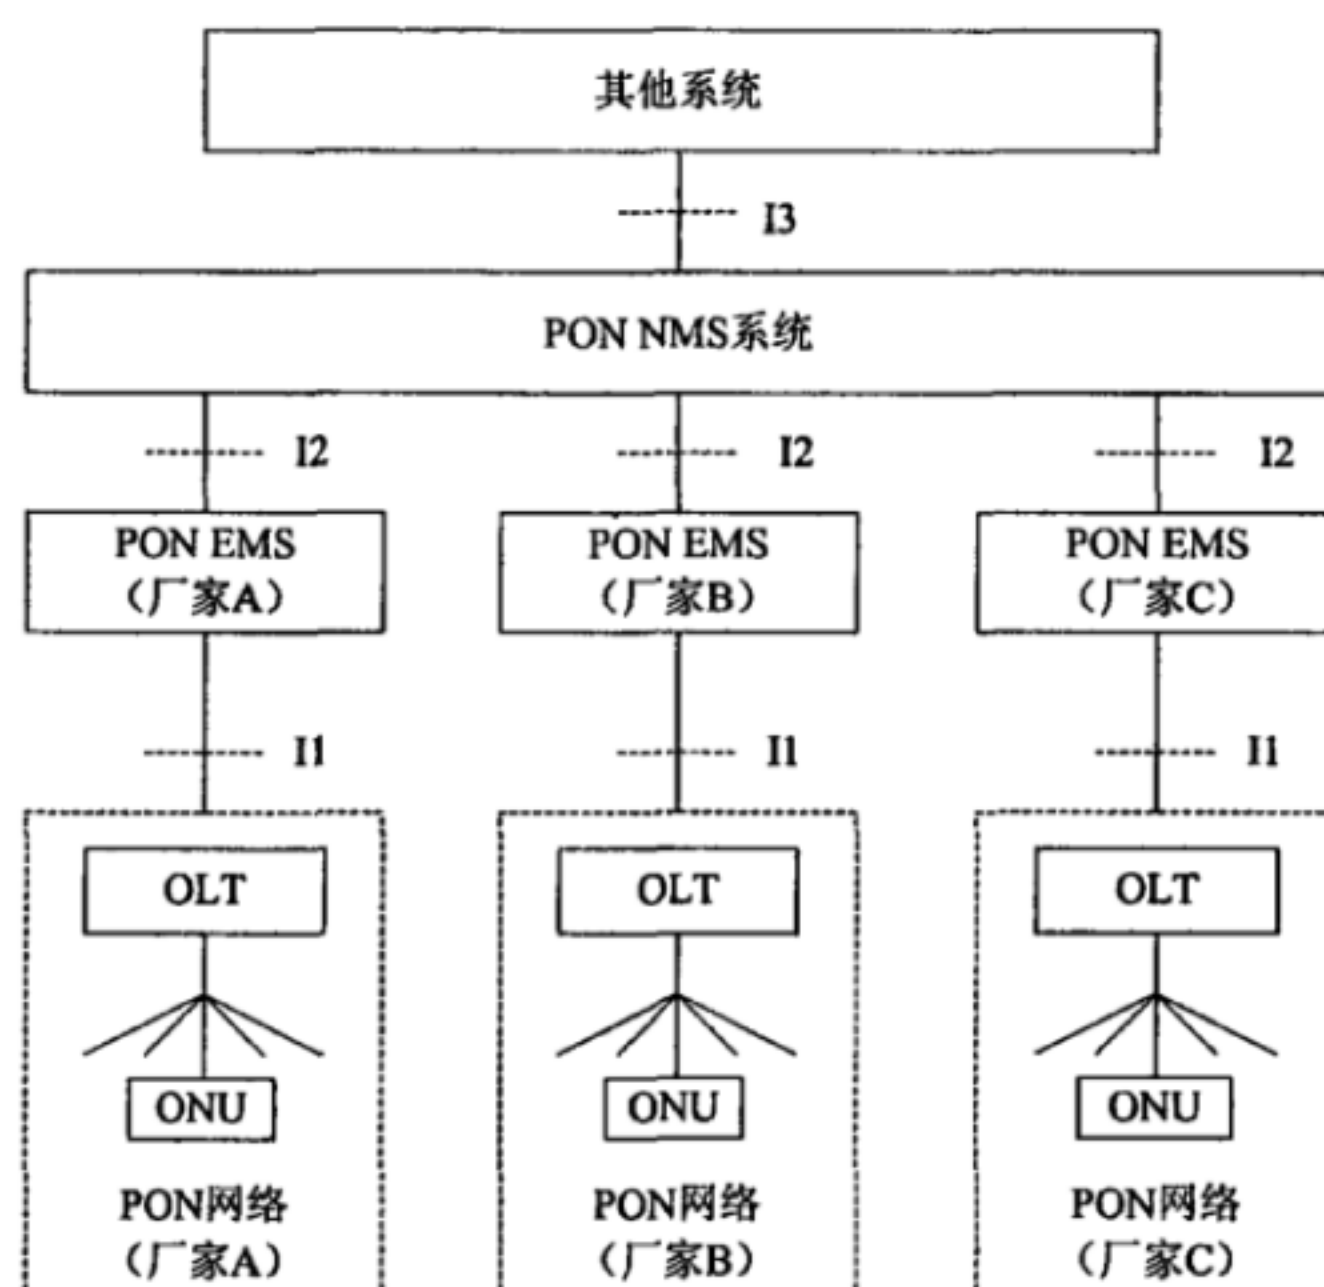 其他系统
I3
PON NMS系统
I2 I2 I2
PON EMS PON EMS PON EMS
（厂家A） （厂家B） （厂家C）
I1 I1 I1
OLT OLT OLT
ONU ONU ONU
PON网络 PON网络 PON网络
（厂家A） （厂家B） （厂家C）